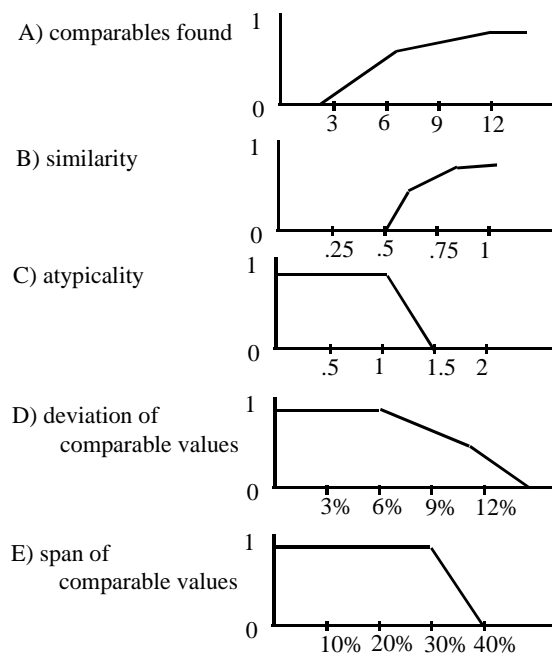 1
A) comparables found
0
3 6 9 12
1
B) similarity
0
.25 .5 .75 1
1
C) atypicality
0
.5 1 1.5 2
1
D) deviation of
comparable values
0
3% 6% 9% 12%
1
E) span of
comparable values
0
10% 20% 30% 40%